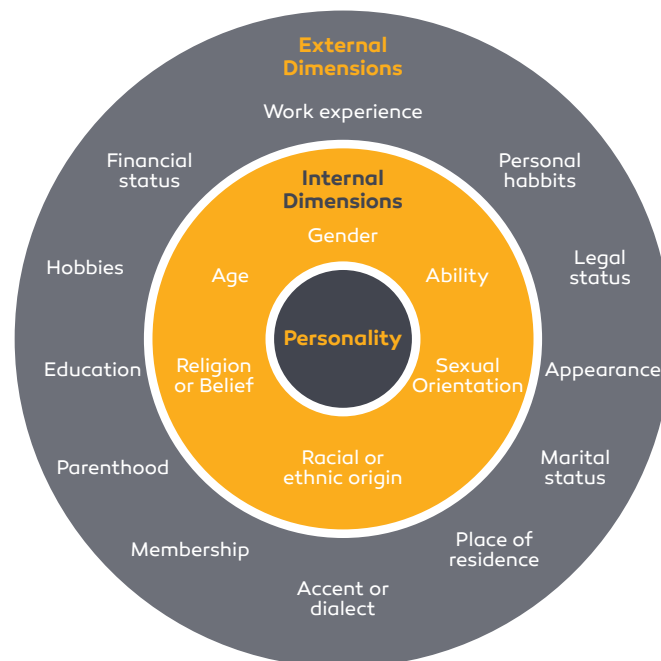 External
Dimensions
Work experience
Financial
status
Personal
habbits
Internal
Dimensions
Gender
Hobbies
Age
Ability
Legal
status
Personality
Education
Religion
or Belief
Sexual
Orientation
Appearance
Parenthood
Racial or
ethnic origin
Marital
status
Membership
Place of
residence
Accent or
dialect